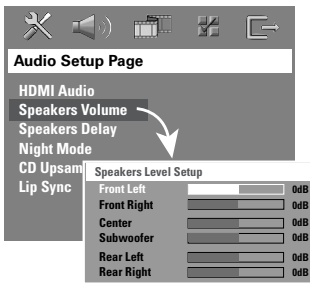 Audio Setup Page
HDMI Audio
Speakers Volume
Speakers Delay
Night Mode
CD Upsam
Lip Sync
Speakers Level Setup
Front Left 0dB
Front Right 0dB
Center 0dB
Subwoofer 0dB
Rear Left 0dB
Rear Right 0dB